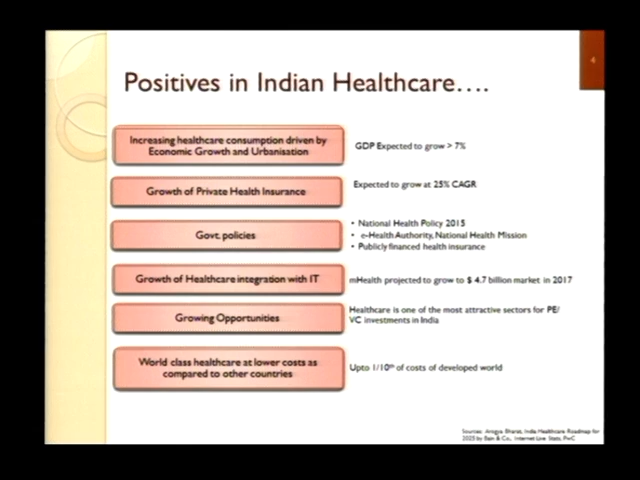 4
Positives in Indian Healthcare....
Increasing healthcare consumption driven by
Economic Growth and Urbanisation
GDP Expected to grow > 7%
Growth of Private Health Insurance
Expected to grow at 25% CAGR
Govt. policies
• National Health Policy 2015
• e-Health Authority, National Health Mission
• Publicly financed health insurance
Growth of Healthcare integration with IT
mHealth projected to grow to $ 4.7 billion market in 2017
Growing Opportunities
Healthcare is one of the most attractive sectors for PE/
VC investments in India
World class healthcare at lower costs as
compared to other countries
Upto 1/10th of costs of developed world
Sources: Arogya Bharat, India Healthcare Roadmap for
2025 by Bain & Co., Internet Live Stats, PwC